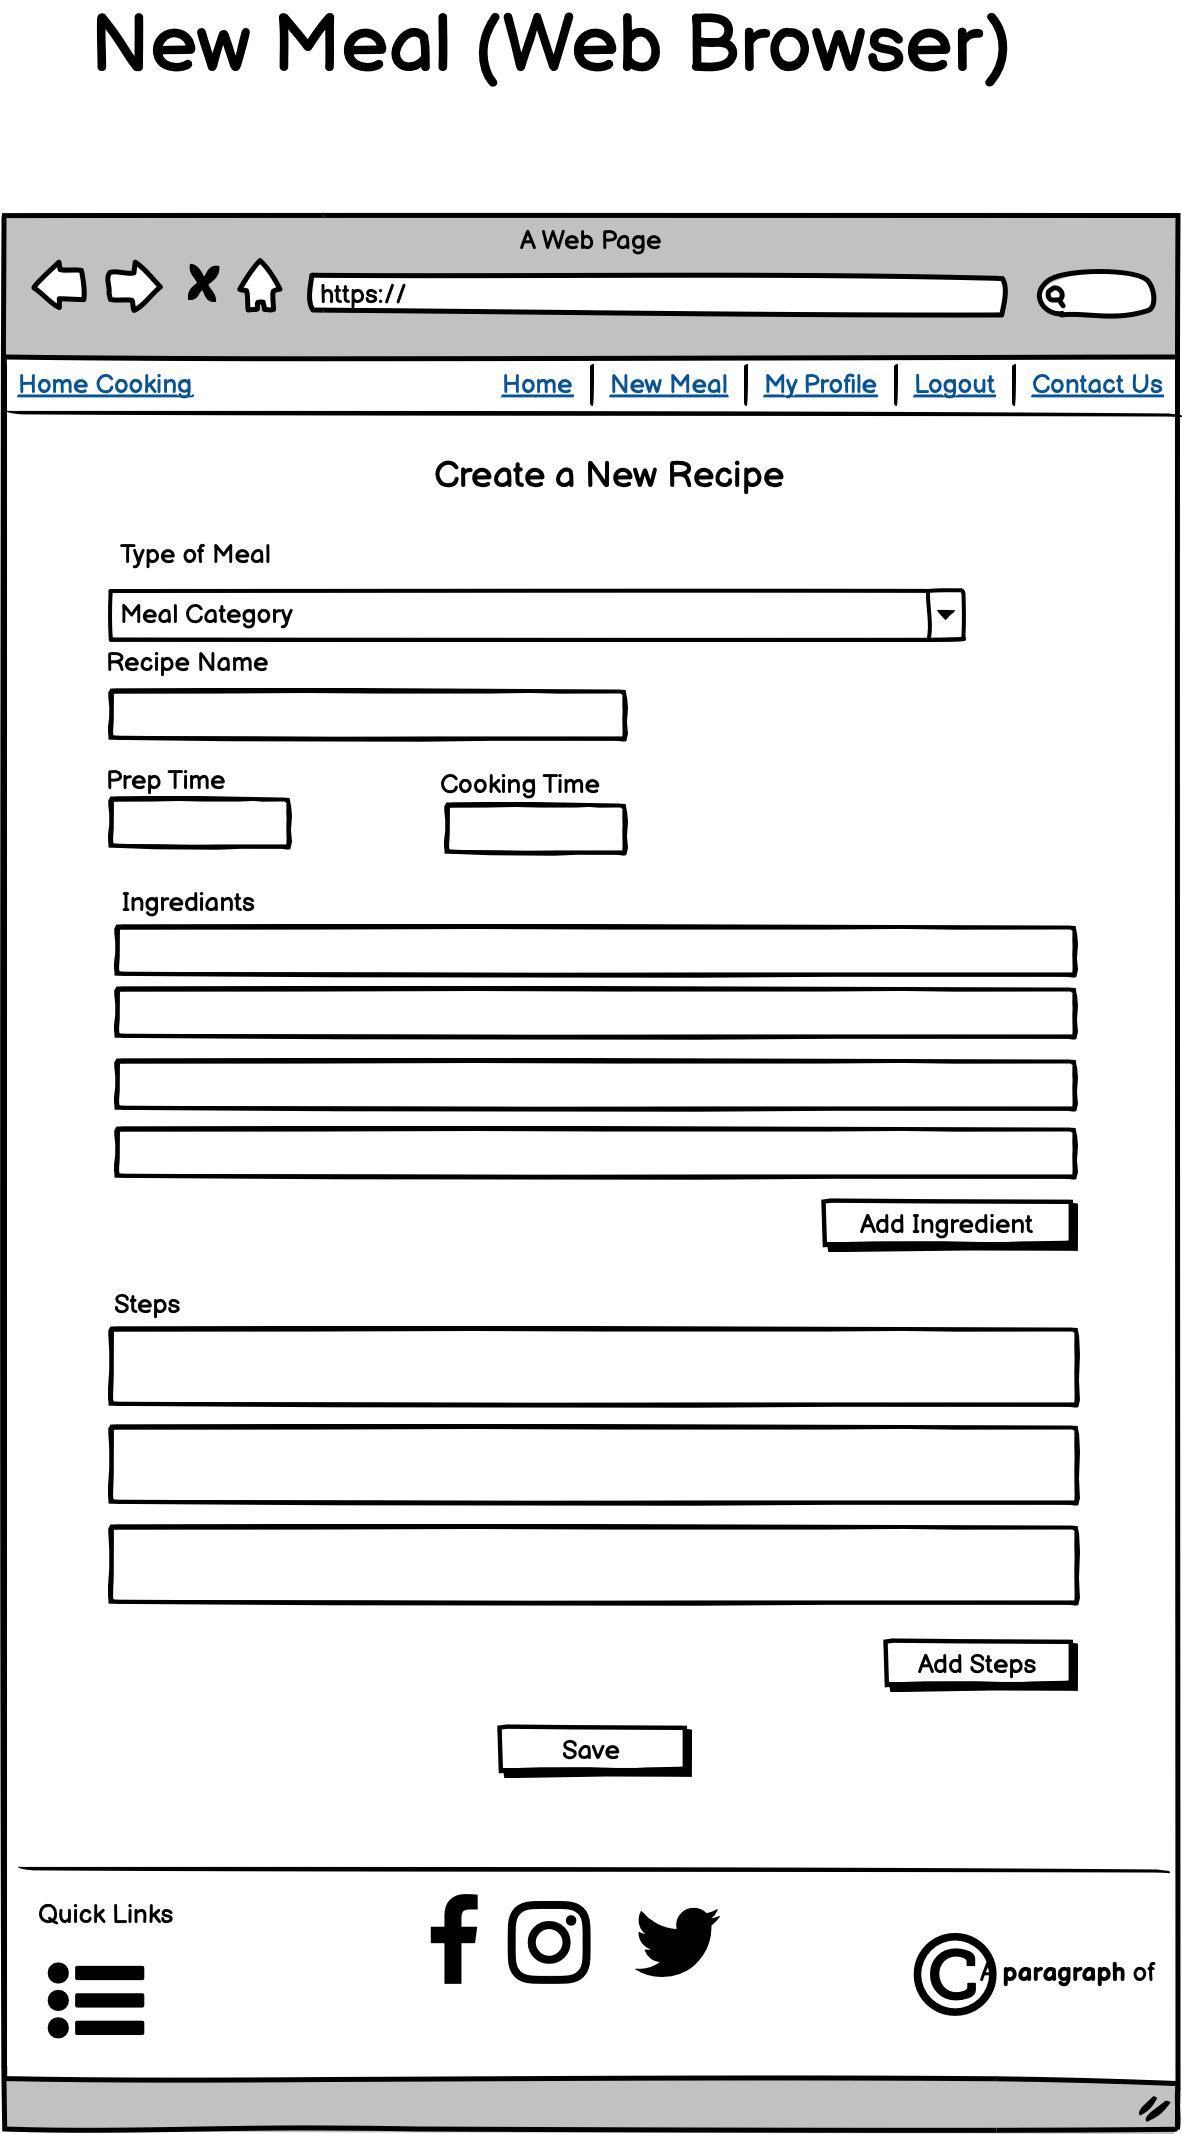 New Meal (Web Browser)
A Web Page
https://
Home Cooking
Home | New Meal | My Profile | Logout | Contact Us
Create a New Recipe
Type of Meal
Meal Category
Recipe Name
Prep Time
Cooking Time
Ingrediants
Add Ingredient
Steps
Add Steps
Save
Quick Links
© A paragraph of